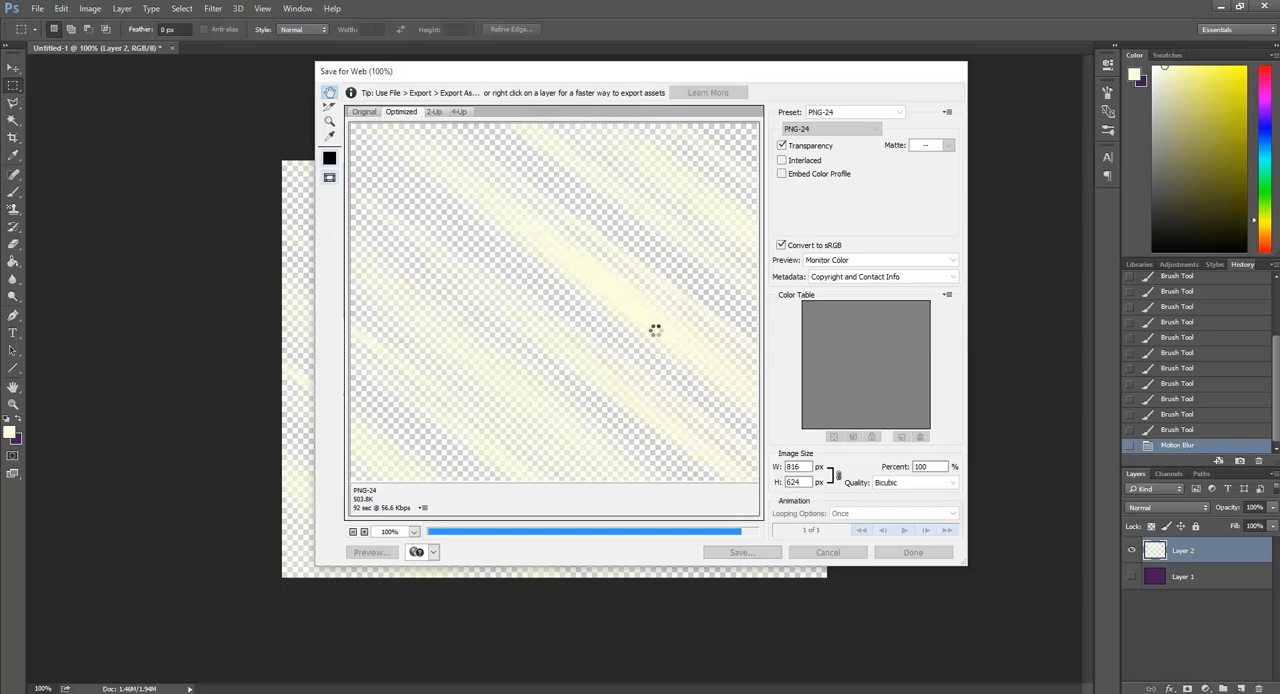 Ps File Edit Image Layer Type Select Filter 3D View Window Help
Feather: 0 px Anti-alias Style: Normal Width: Height: Refine Edge... Essentials
Untitled-1 @ 100% (Layer 2, RGB/8) * ×
Save for Web (100%)
Tip: Use File > Export > Export As... or right click on a layer for a faster way to export assets Learn More
Original Optimized 2-Up 4-Up
Preset: PNG-24
PNG-24
Transparency Matte: --
Interlaced
Embed Color Profile
Convert to sRGB
Preview: Monitor Color
Metadata: Copyright and Contact Info
Color Table
Image Size
W: 816 px Percent: 100 %
H: 624 px Quality: Bicubic
Animation
Looping Options: Once
1 of 1
PNG-24
503.8K
92 sec @ 56.6 Kbps
100%
Preview... Save... Cancel Done
Color Swatches
Libraries Adjustments Styles History
Brush Tool
Brush Tool
Brush Tool
Brush Tool
Brush Tool
Brush Tool
Brush Tool
Brush Tool
Brush Tool
Brush Tool
Brush Tool
Motion Blur
Layers Channels Paths
Kind
Normal Opacity: 100%
Lock: Fill: 100%
Layer 2
Layer 1
100% Doc: 1.46M/1.94M